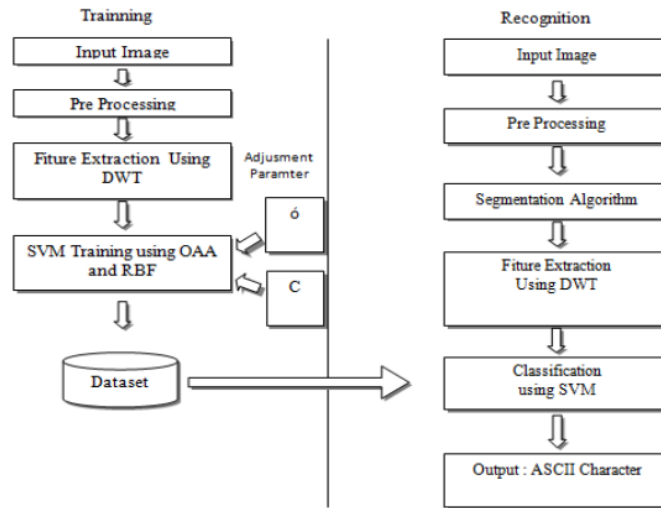 Trainning
Input Image
Pre Processing
Fiture Extraction Using
DWT
Adjusment
Paramter
ó
SVM Training using OAA
and RBF
C
Dataset
Recognition
Input Image
Pre Processing
Segmentation Algorithm
Fiture Extraction
Using DWT
Classification
using SVM
Output : ASCII Character